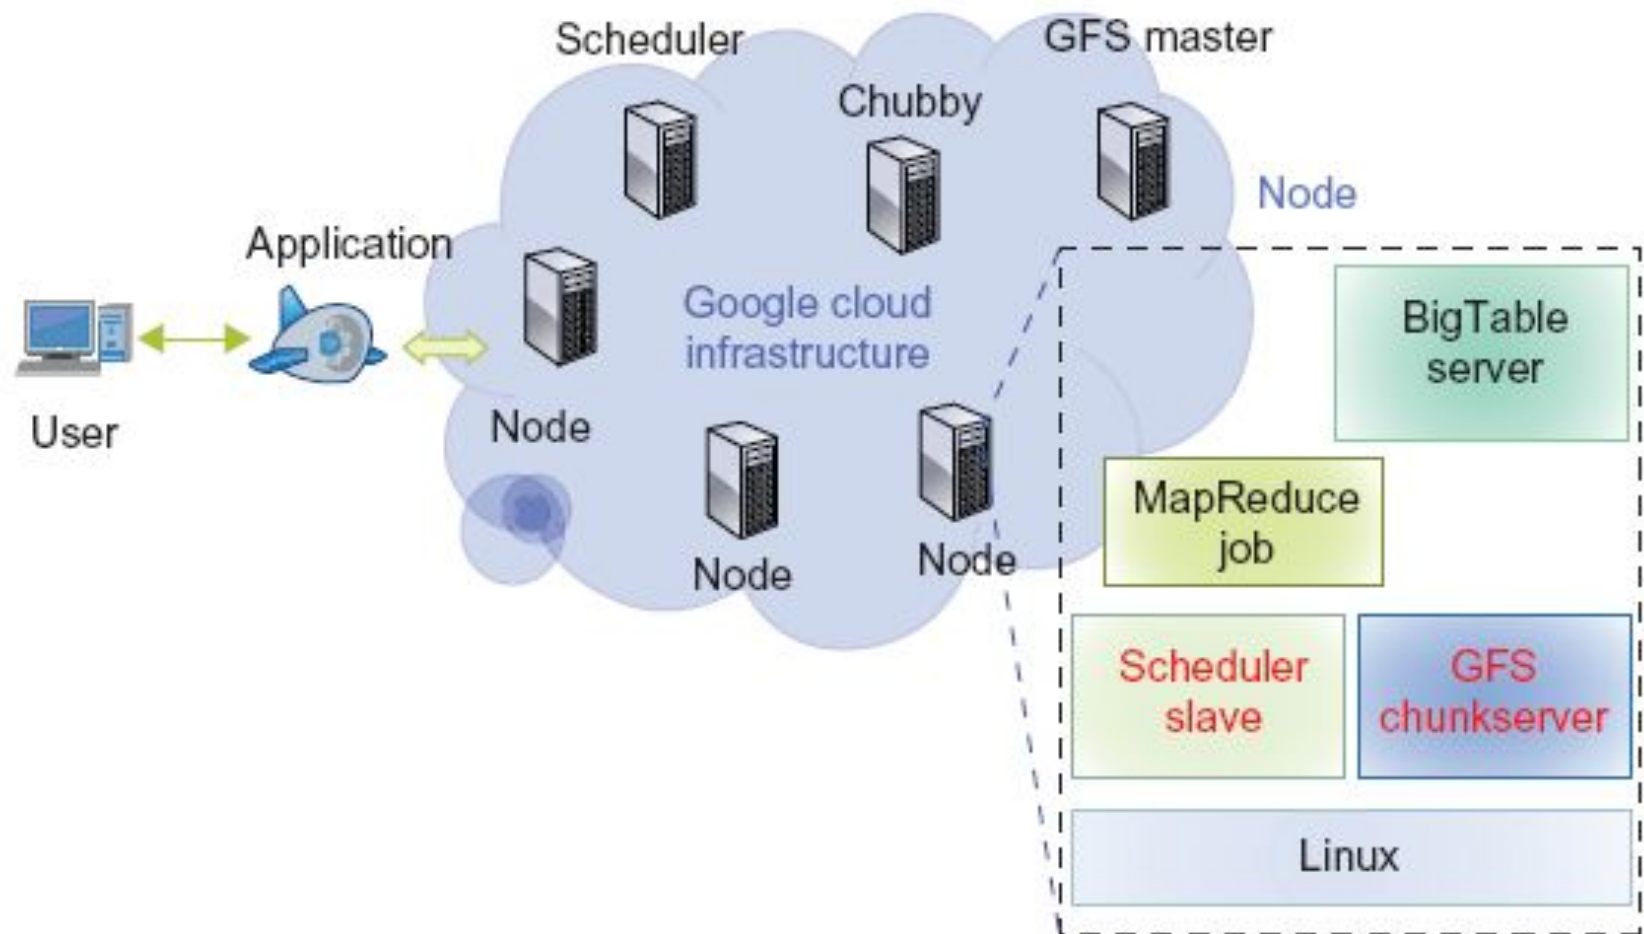 Scheduler
GFS master
Chubby
Node
Application
Google cloud
infrastructure
User
Node
Node
Node
BigTable
server
MapReduce
job
Scheduler
slave
GFS
chunkserver
Linux